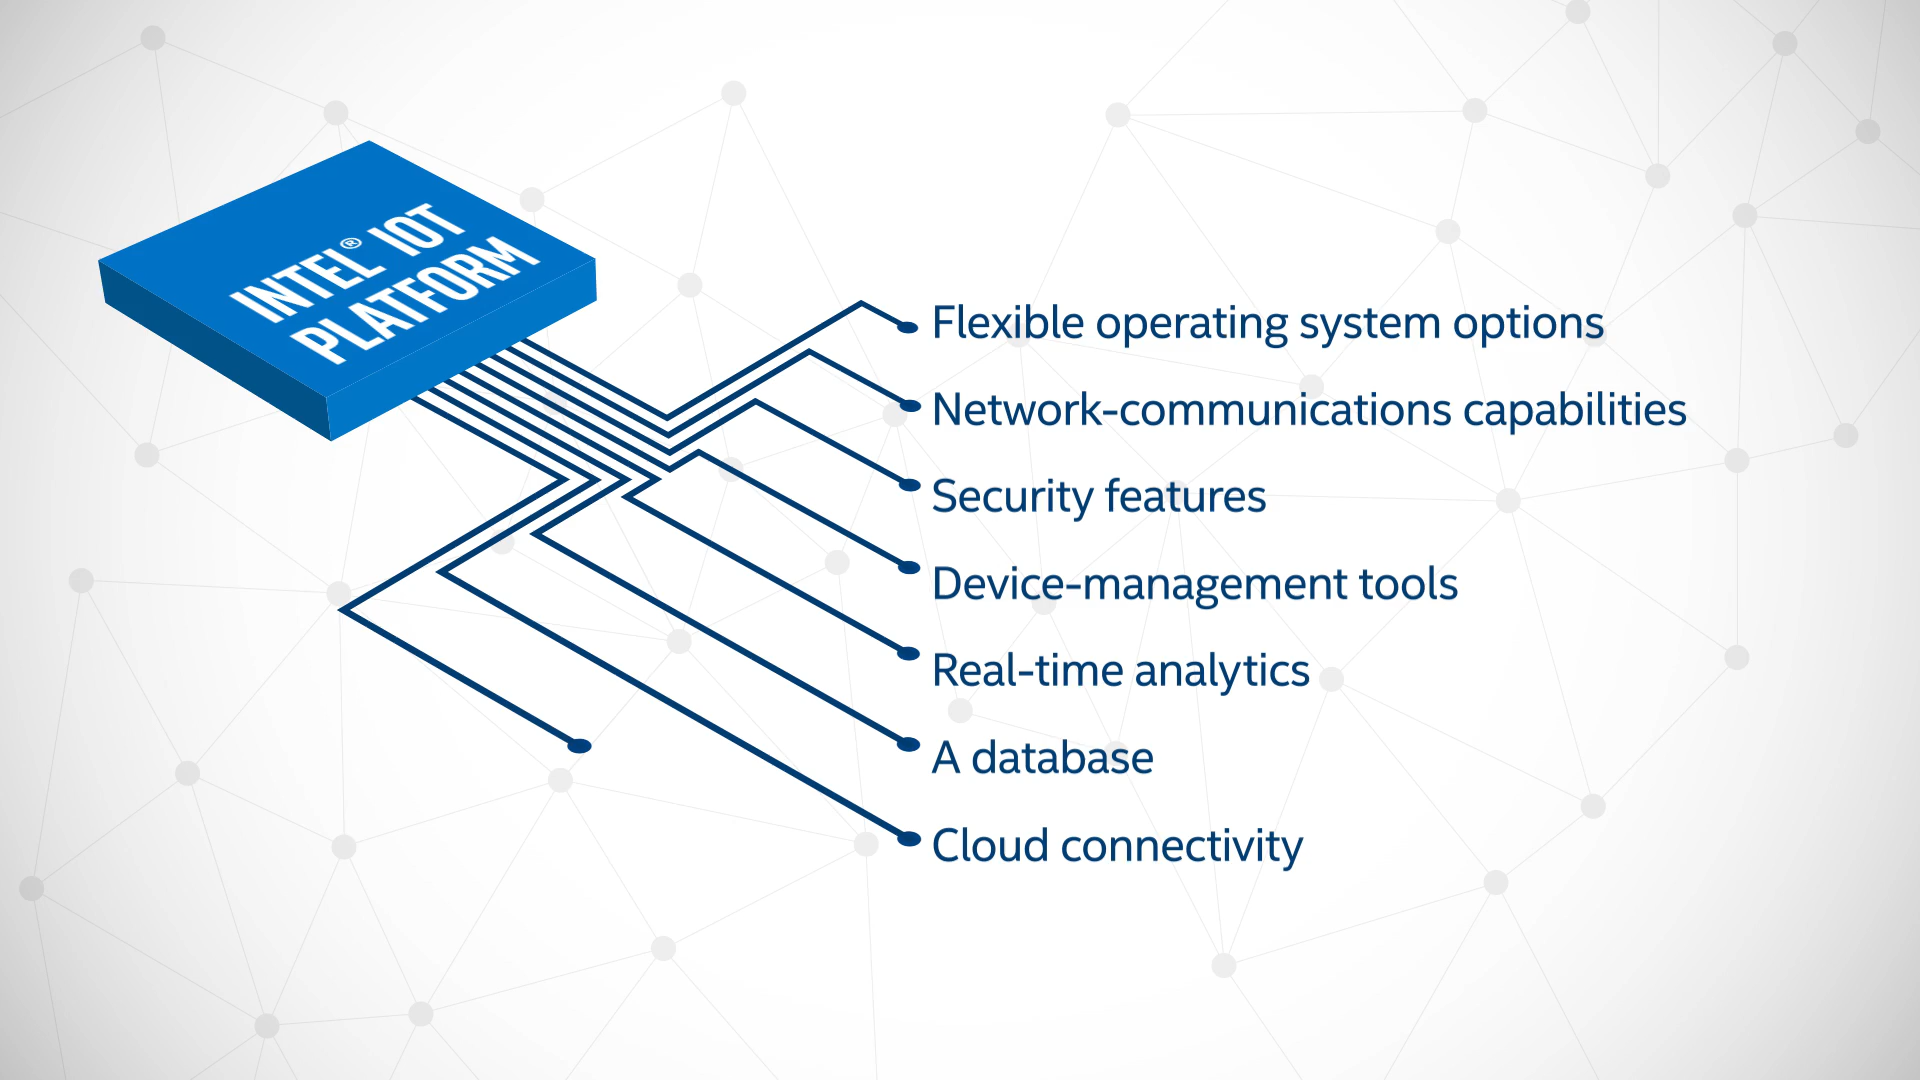 INTEL® IOT
PLATFORM
Flexible operating system options
Network-communications capabilities
Security features
Device-management tools
Real-time analytics
A database
Cloud connectivity